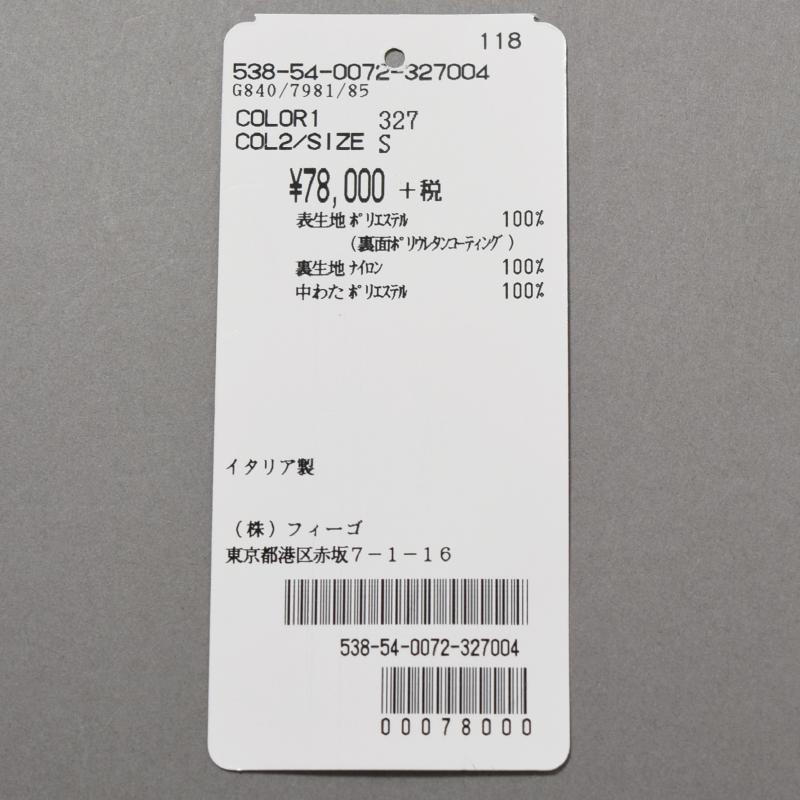 118
538-54-0072-327004
G840/7981/85
COLOR1 327
COL2/SIZE S
¥78,000 +税
表生地 ポリエステル 100%
(裏面ポリウレタンコーティング)
裏生地 ナイロン 100%
中わた ポリエステル 100%
イタリア製
(株)フィーゴ
東京都港区赤坂7-1-16
538-54-0072-327004
00078000